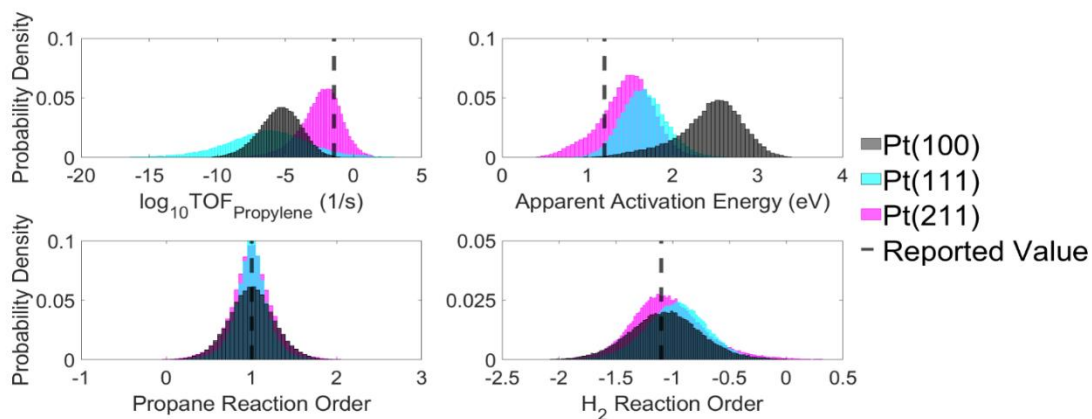 Probability Density
0.1
0.05
0
-20 -15 -10 -5 0 5
log10TOFPropylene (1/s)
0.1
0.05
0
0 1 2 3 4
Apparent Activation Energy (eV)
Probability Density
0.1
0.05
0
-1 0 1 2 3
Propane Reaction Order
0.05
0.025
0
-2.5 -2 -1.5 -1 -0.5 0 0.5
H2 Reaction Order
Pt(100)
Pt(111)
Pt(211)
Reported Value